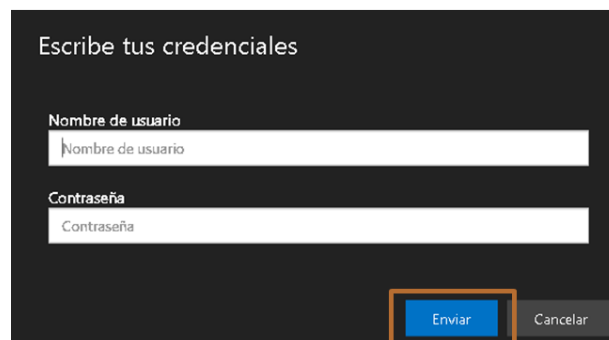 Escribe tus credenciales
Nombre de usuario
Nombre de usuario
Contraseña
Contraseña
Enviar Cancelar